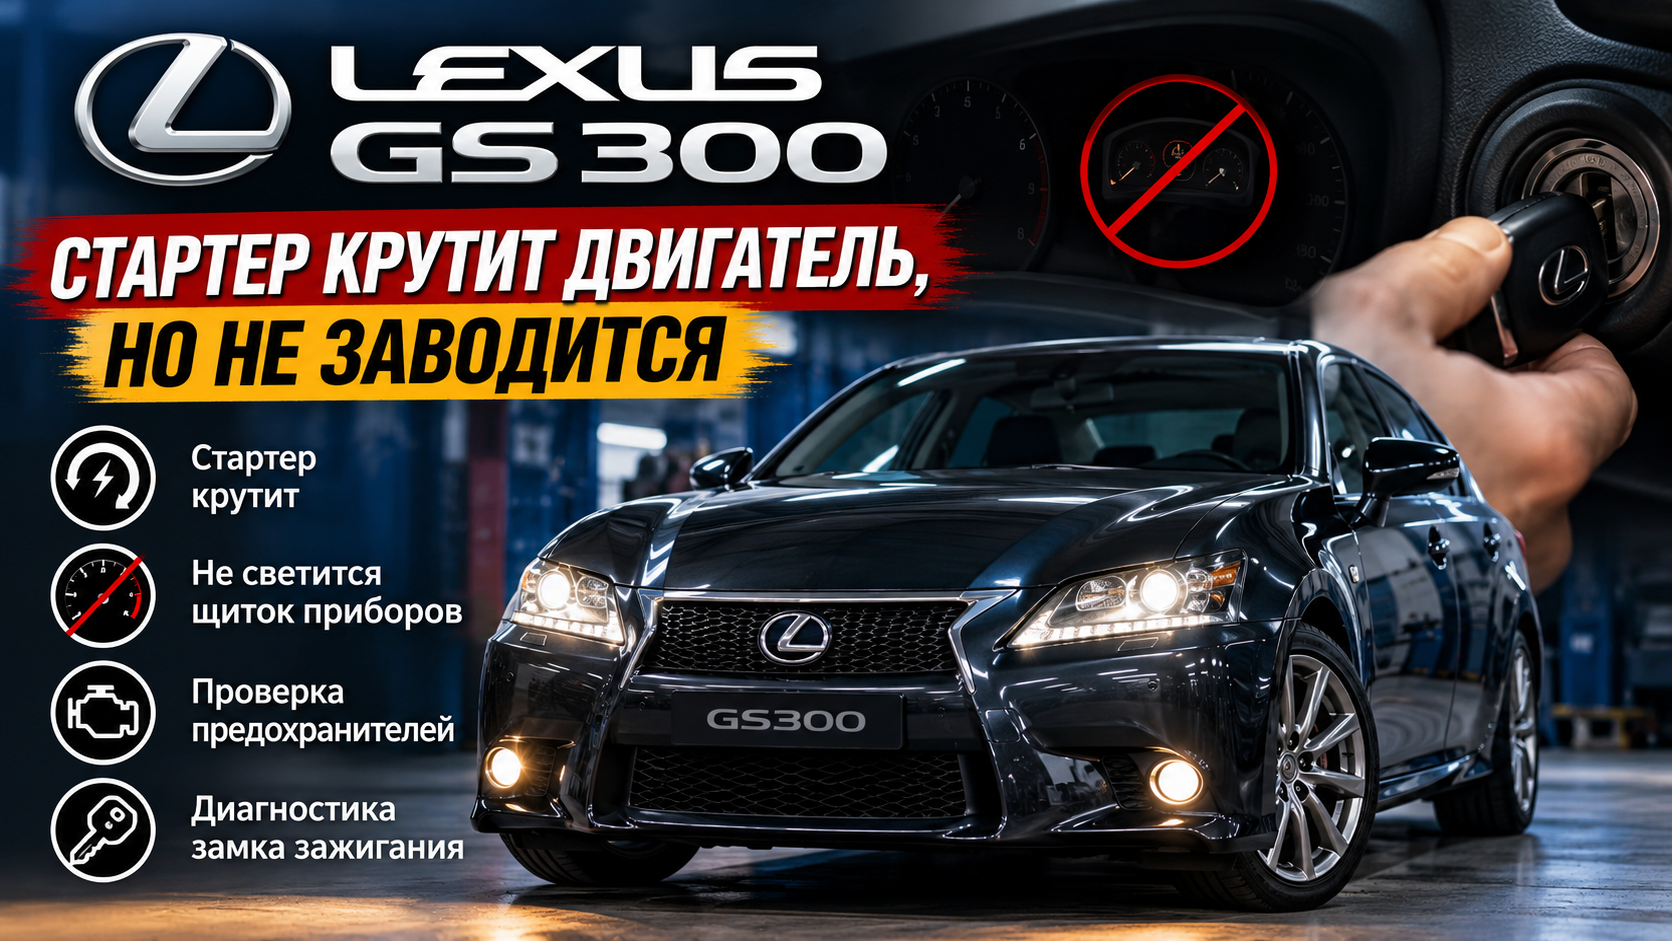 LEXUS
GS 300
СТАРТЕР КРУТИТ ДВИГАТЕЛЬ,
НО НЕ ЗАВОДИТСЯ
Стартер
крутит
Не светится
щиток приборов
Проверка
предохранителей
Диагностика
замка зажигания
GS300